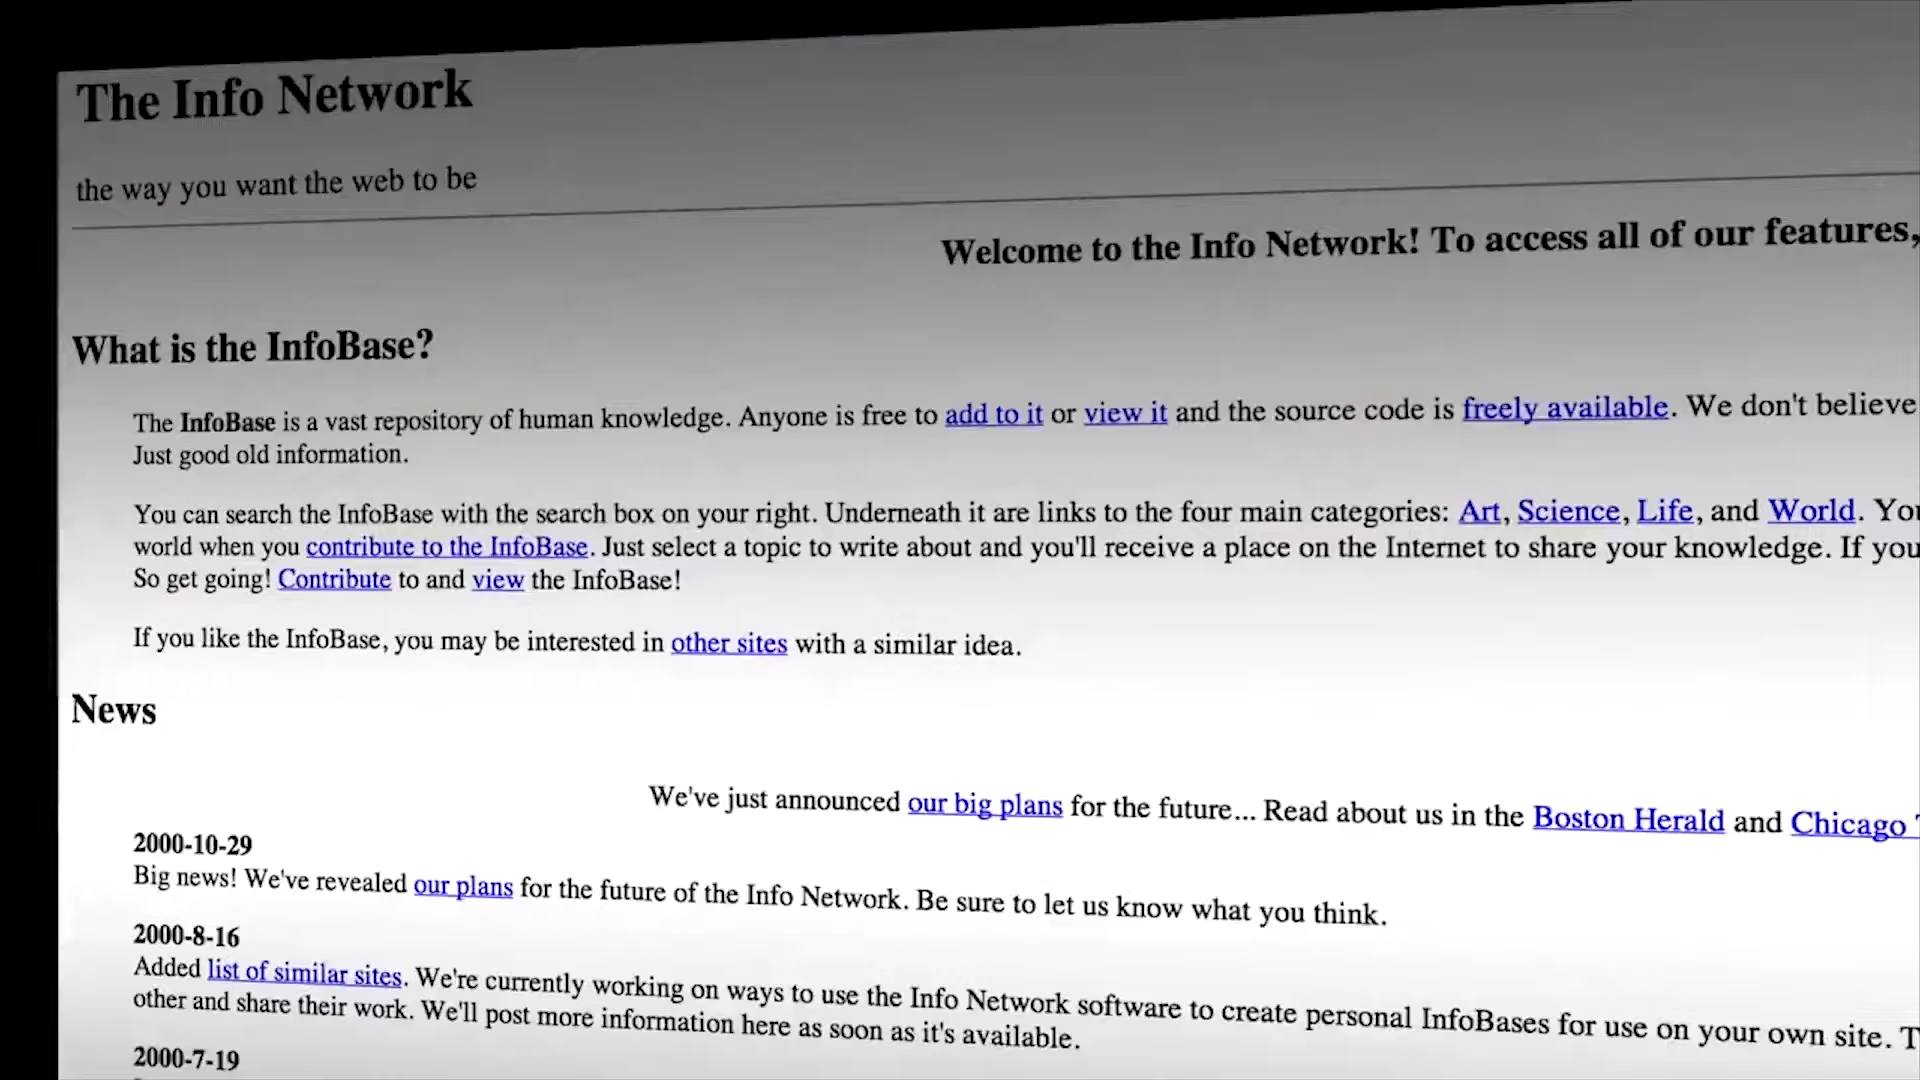 The Info Network
the way you want the web to be
Welcome to the Info Network! To access all of our features,
What is the InfoBase?
The InfoBase is a vast repository of human knowledge. Anyone is free to add to it or view it and the source code is freely available. We don't believe
Just good old information.
You can search the InfoBase with the search box on your right. Underneath it are links to the four main categories: Art, Science, Life, and World. You
world when you contribute to the InfoBase. Just select a topic to write about and you'll receive a place on the Internet to share your knowledge. If you
So get going! Contribute to and view the InfoBase!
If you like the InfoBase, you may be interested in other sites with a similar idea.
News
We've just announced our big plans for the future... Read about us in the Boston Herald and Chicago
2000-10-29
Big news! We've revealed our plans for the future of the Info Network. Be sure to let us know what you think.
2000-8-16
Added list of similar sites. We're currently working on ways to use the Info Network software to create personal InfoBases for use on your own site.
other and share their work. We'll post more information here as soon as it's available.
2000-7-19